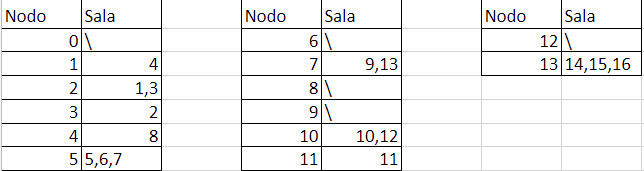 Nodo Sala Nodo Sala Nodo Sala
0 \ 6 \ 12 \
1 4 7 9,13 13 14,15,16
2 1,3 8 \
3 2 9 \
4 8 10 10,12
5 5,6,7 11 11